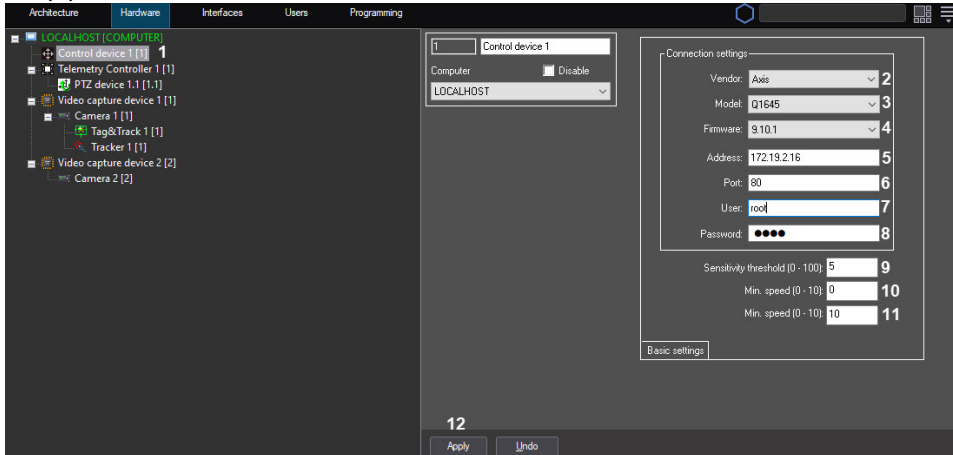 Architecture Hardware Interfaces Users Programming
LOCALHOST [COMPUTER]
Control device 1 [1] 1
Telemetry Controller 1 [1]
PTZ device 1.1 [1.1]
Video capture device 1 [1]
Camera 1 [1]
Tag&Track 1 [1]
Tracker 1 [1]
Video capture device 2 [2]
Camera 2 [2]
1 Control device 1
Computer Disable
LOCALHOST
Connection settings
Vendor: Axis 2
Model: Q1645 3
Firmware: 9.10.1 4
Address: 172.19.2.16 5
Port: 80 6
User: root 7
Password: ●●●● 8
Sensitivity threshold (0 - 100): 5 9
Min. speed (0 - 10): 0 10
Min. speed (0 - 10): 10 11
Basic settings
12
Apply Undo